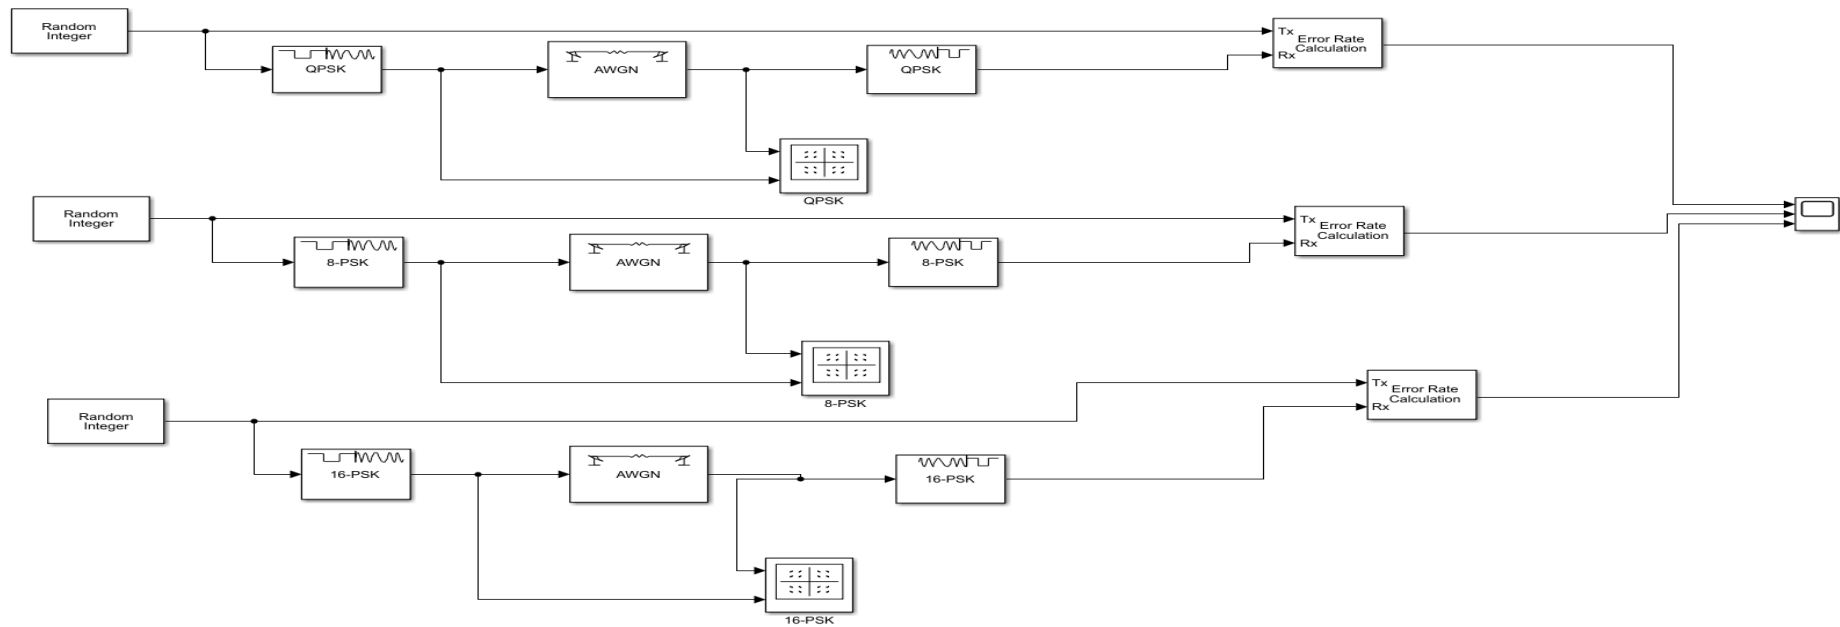 Random
Integer
QPSK
AWGN
QPSK
Tx
Rx
Error Rate
Calculation
QPSK
Random
Integer
8-PSK
AWGN
8-PSK
Tx
Rx
Error Rate
Calculation
8-PSK
Random
Integer
16-PSK
AWGN
16-PSK
Tx
Rx
Error Rate
Calculation
16-PSK